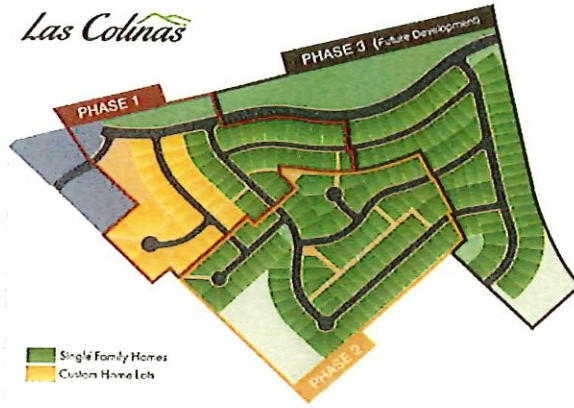 Las Colinas
PHASE 3 (Future Development)
PHASE 1
Single Family Homes
Custom Home Lots
PHASE 2